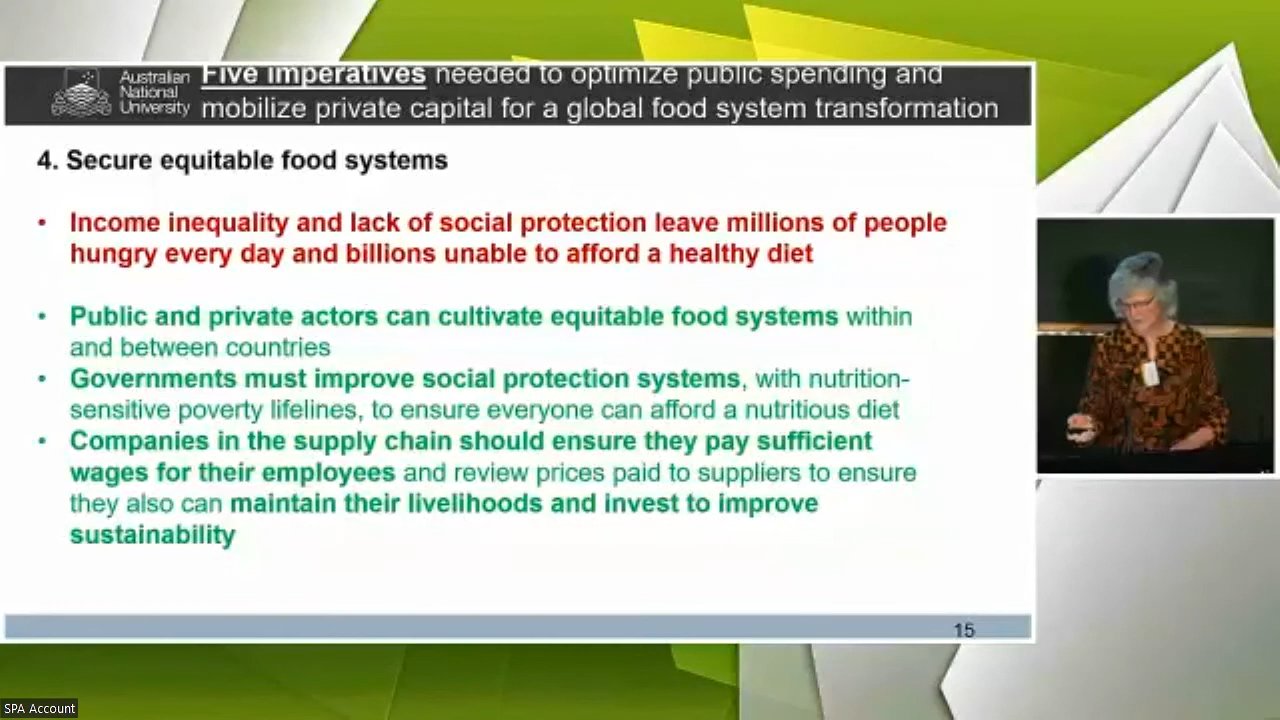 Australian
National
University
Five imperatives needed to optimize public spending and
mobilize private capital for a global food system transformation
4. Secure equitable food systems
• Income inequality and lack of social protection leave millions of people
hungry every day and billions unable to afford a healthy diet
• Public and private actors can cultivate equitable food systems within
and between countries
• Governments must improve social protection systems, with nutrition-
sensitive poverty lifelines, to ensure everyone can afford a nutritious diet
• Companies in the supply chain should ensure they pay sufficient
wages for their employees and review prices paid to suppliers to ensure
they also can maintain their livelihoods and invest to improve
sustainability
15
SPA Account